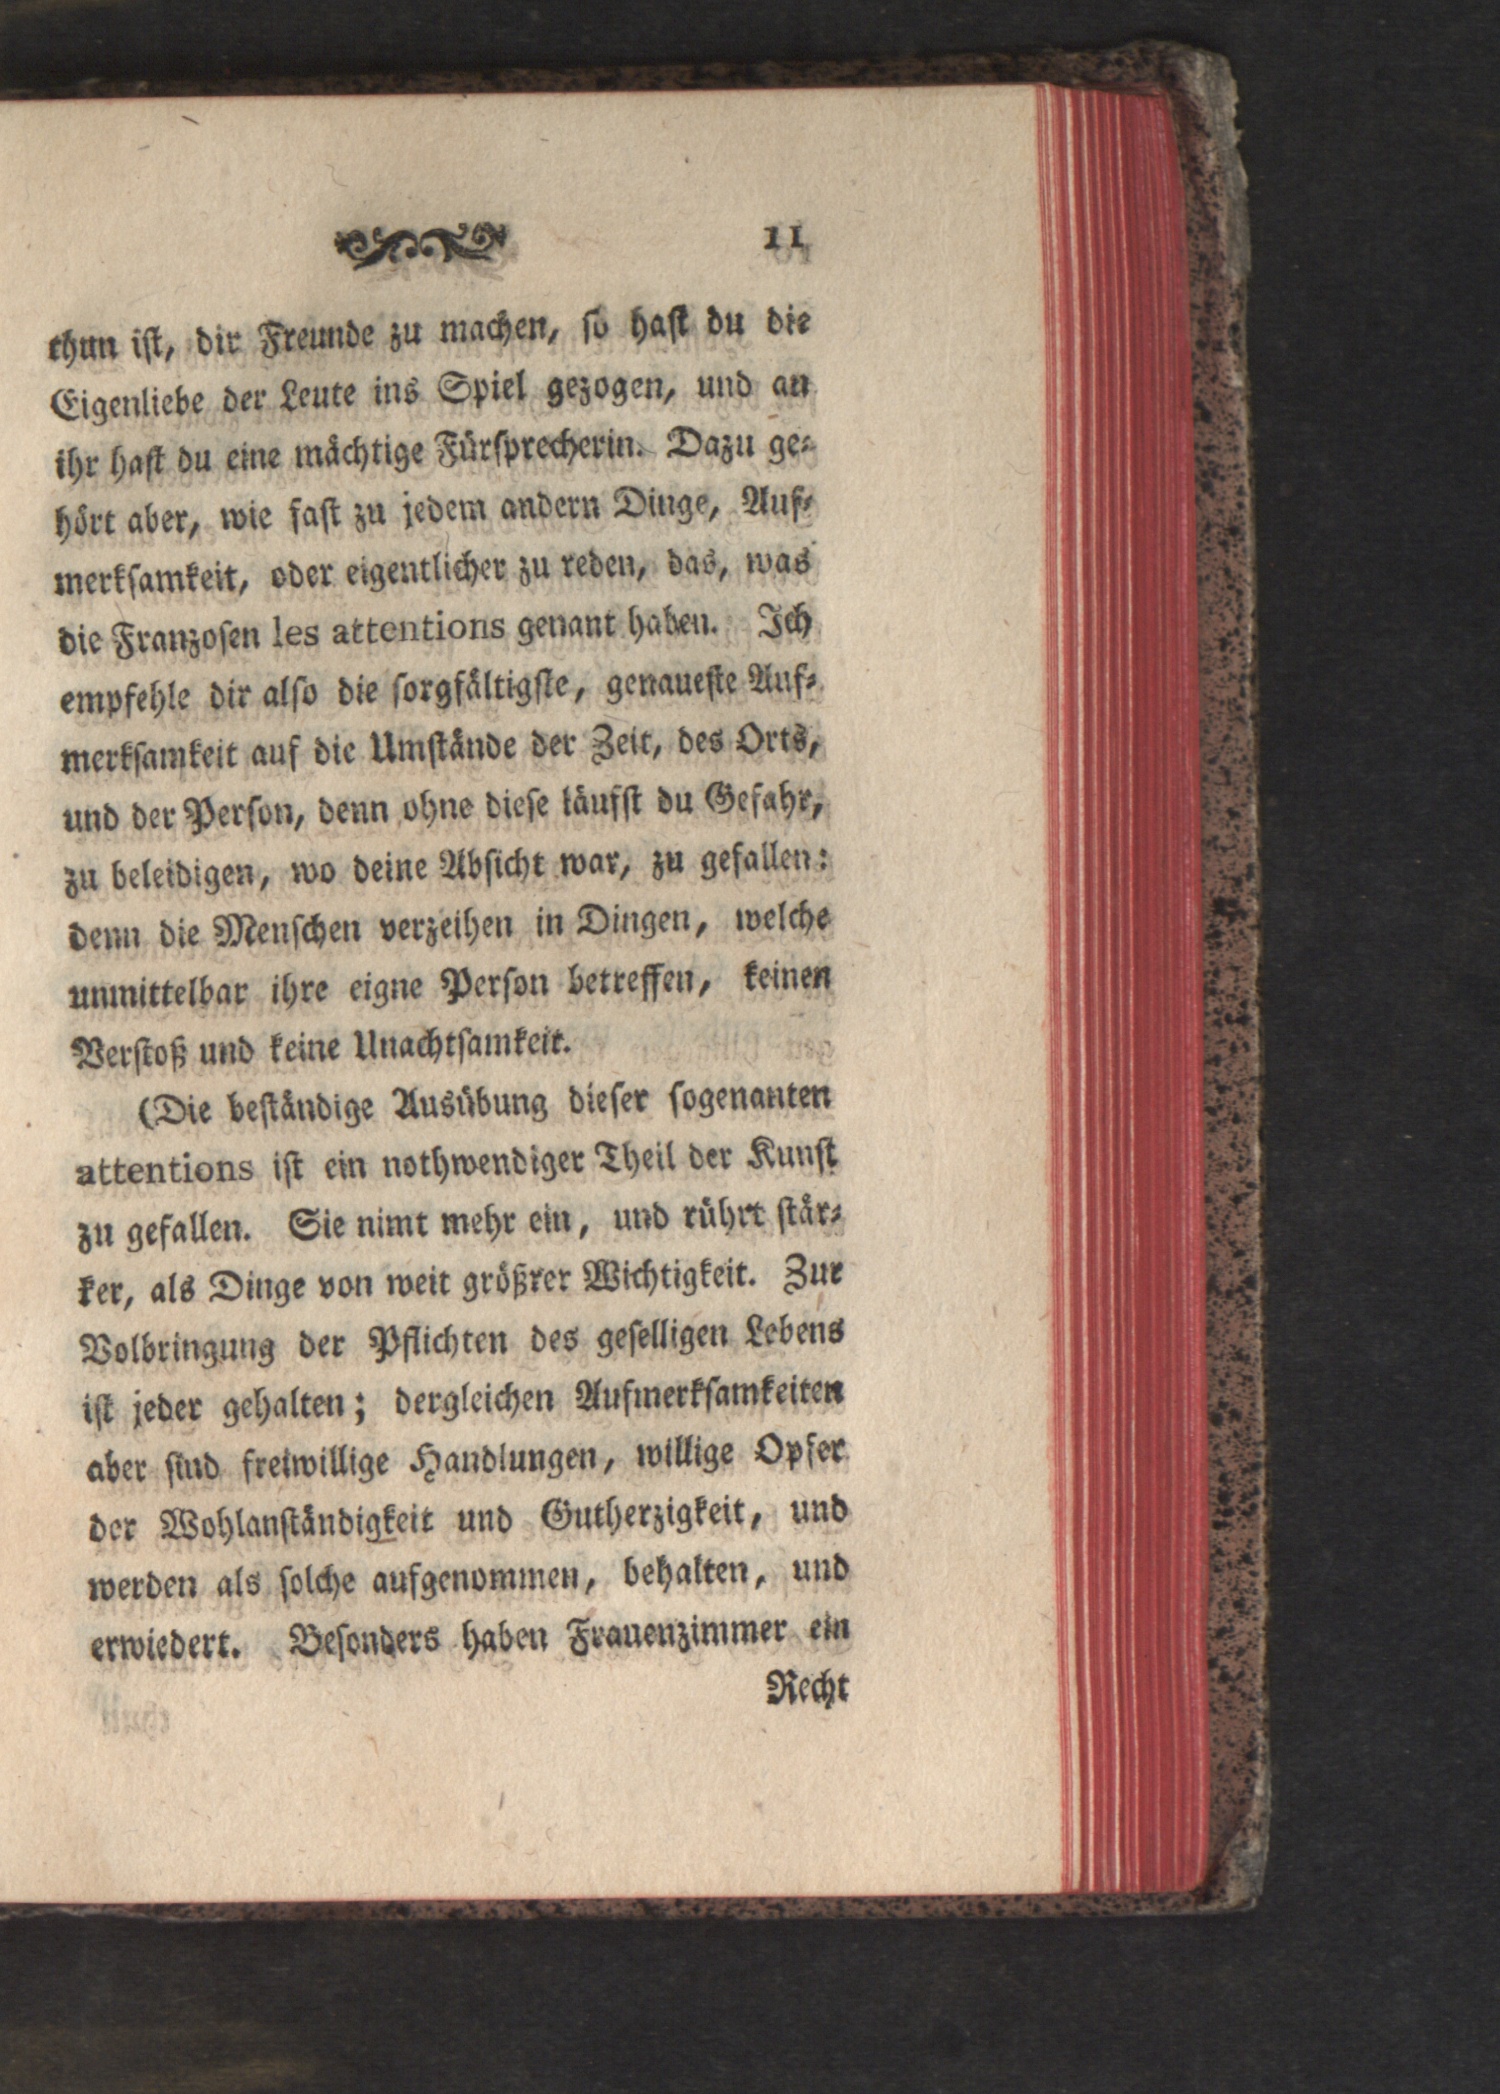 11
thun ist, dir Freunde zu machen, so hast du die
Eigenliebe der Leute ins Spiel gezogen, und an
ihr hast du eine mächtige Fürsprecherin. Dazu ge-
hört aber, wie fast zu jedem andern Dinge, Auf-
merksamkeit, oder eigentlicher zu reden, das, was
die Franzosen les attentions genant haben. Ich
empfehle dir also die sorgfältigste, genaueste Auf-
merksamkeit auf die Umstände der Zeit, des Orts,
und der Person, denn ohne diese läufst du Gefahr,
zu beleidigen, wo deine Absicht war, zu gefallen:
denn die Menschen verzeihen in Dingen, welche
unmittelbar ihre eigne Person betreffen, keinen
Verstoß und keine Unachtsamkeit.
(Die beständige Ausübung dieser sogenanten
attentions ist ein nothwendiger Theil der Kunst
zu gefallen. Sie nimt mehr ein, und rührt stär-
ker, als Dinge von weit größrer Wichtigkeit. Zur
Volbringung der Pflichten des geselligen Lebens
ist jeder gehalten; dergleichen Aufmerksamkeiten
aber sind freiwillige Handlungen, willige Opfer
der Wohlanständigkeit und Gutherzigkeit, und
werden als solche aufgenommen, behalten, und
erwiedert. Besonders haben Frauenzimmer ein
Recht